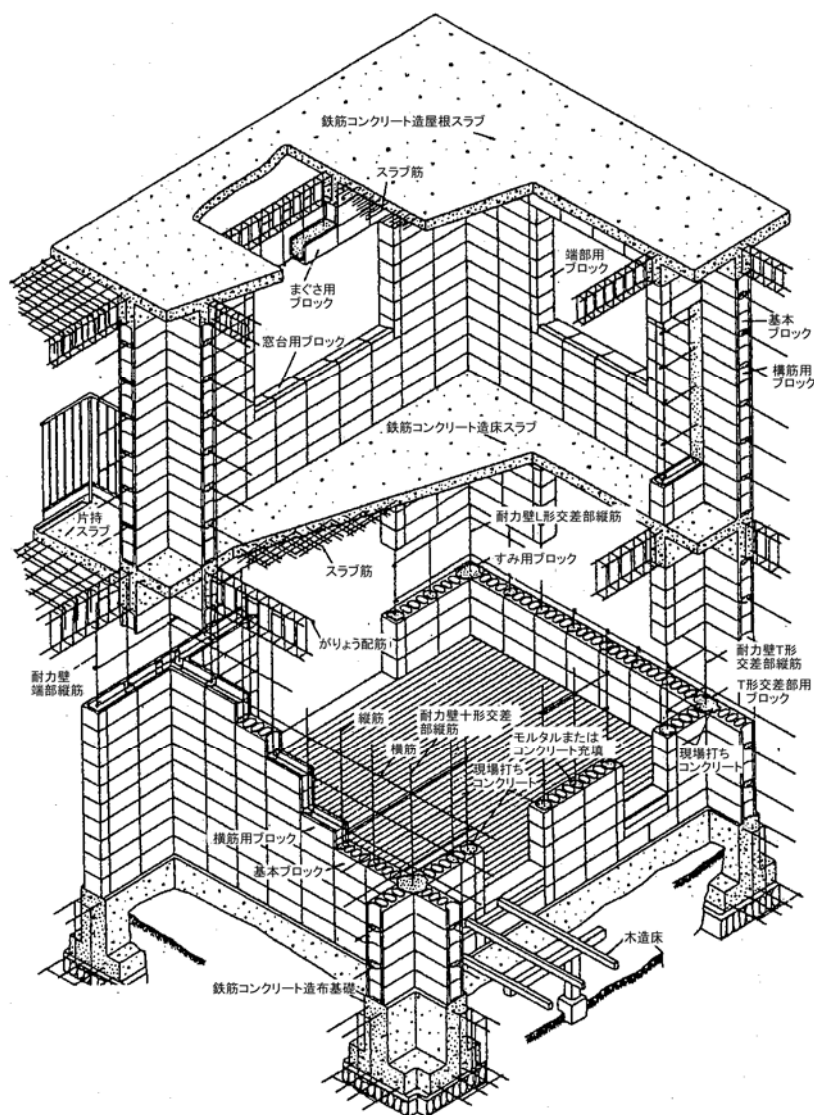 鉄筋コンクリート造屋根スラブ
スラブ筋
端部用
ブロック
まぐさ用
ブロック
基本
ブロック
窓台用ブロック
横筋用
ブロック
鉄筋コンクリート造床スラブ
片持
スラブ
耐力壁L形交差部縦筋
すみ用ブロック
スラブ筋
がりょう配筋
耐力壁
端部縦筋
耐力壁T形
交差部縦筋
T形交差部用
ブロック
縦筋
耐力壁十形交差
部縦筋
横筋
モルタルまたは
コンクリート充填
現場打ち
コンクリート
現場打ち
コンクリート
横筋用ブロック
基本ブロック
木造床
鉄筋コンクリート造布基礎